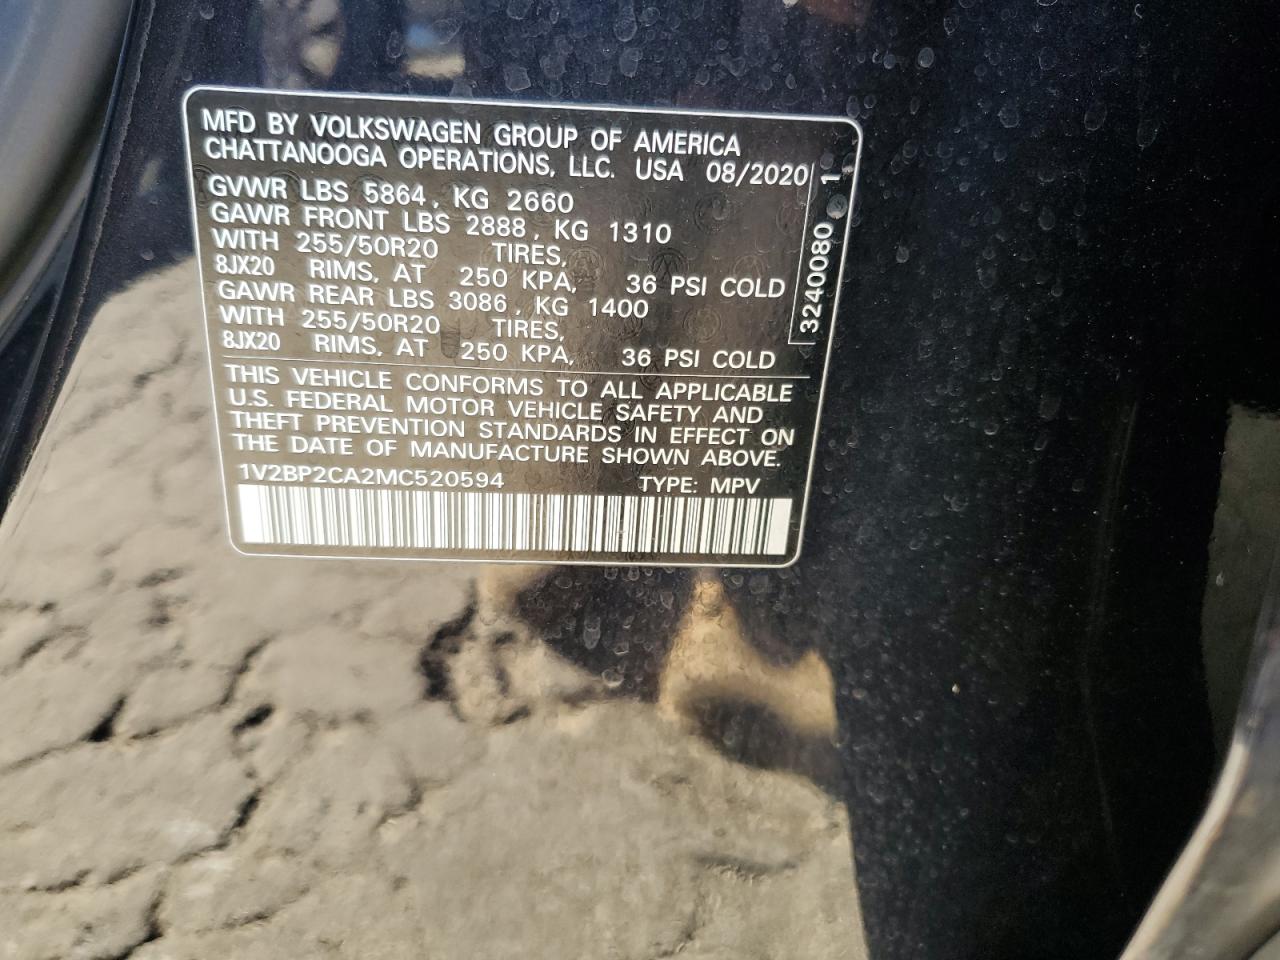 MFD BY VOLKSWAGEN GROUP OF AMERICA
CHATTANOOGA OPERATIONS, LLC. USA 08/2020
GVWR LBS 5864, KG 2660
GAWR FRONT LBS 2888, KG 1310
WITH 255/50R20 TIRES,
8JX20 RIMS, AT 250 KPA, 36 PSI COLD
GAWR REAR LBS 3086, KG 1400
WITH 255/50R20 TIRES,
8JX20 RIMS, AT 250 KPA, 36 PSI COLD
THIS VEHICLE CONFORMS TO ALL APPLICABLE
U.S. FEDERAL MOTOR VEHICLE SAFETY AND
THEFT PREVENTION STANDARDS IN EFFECT ON
THE DATE OF MANUFACTURE SHOWN ABOVE.
1V2BP2CA2MC520594 TYPE: MPV
3240080